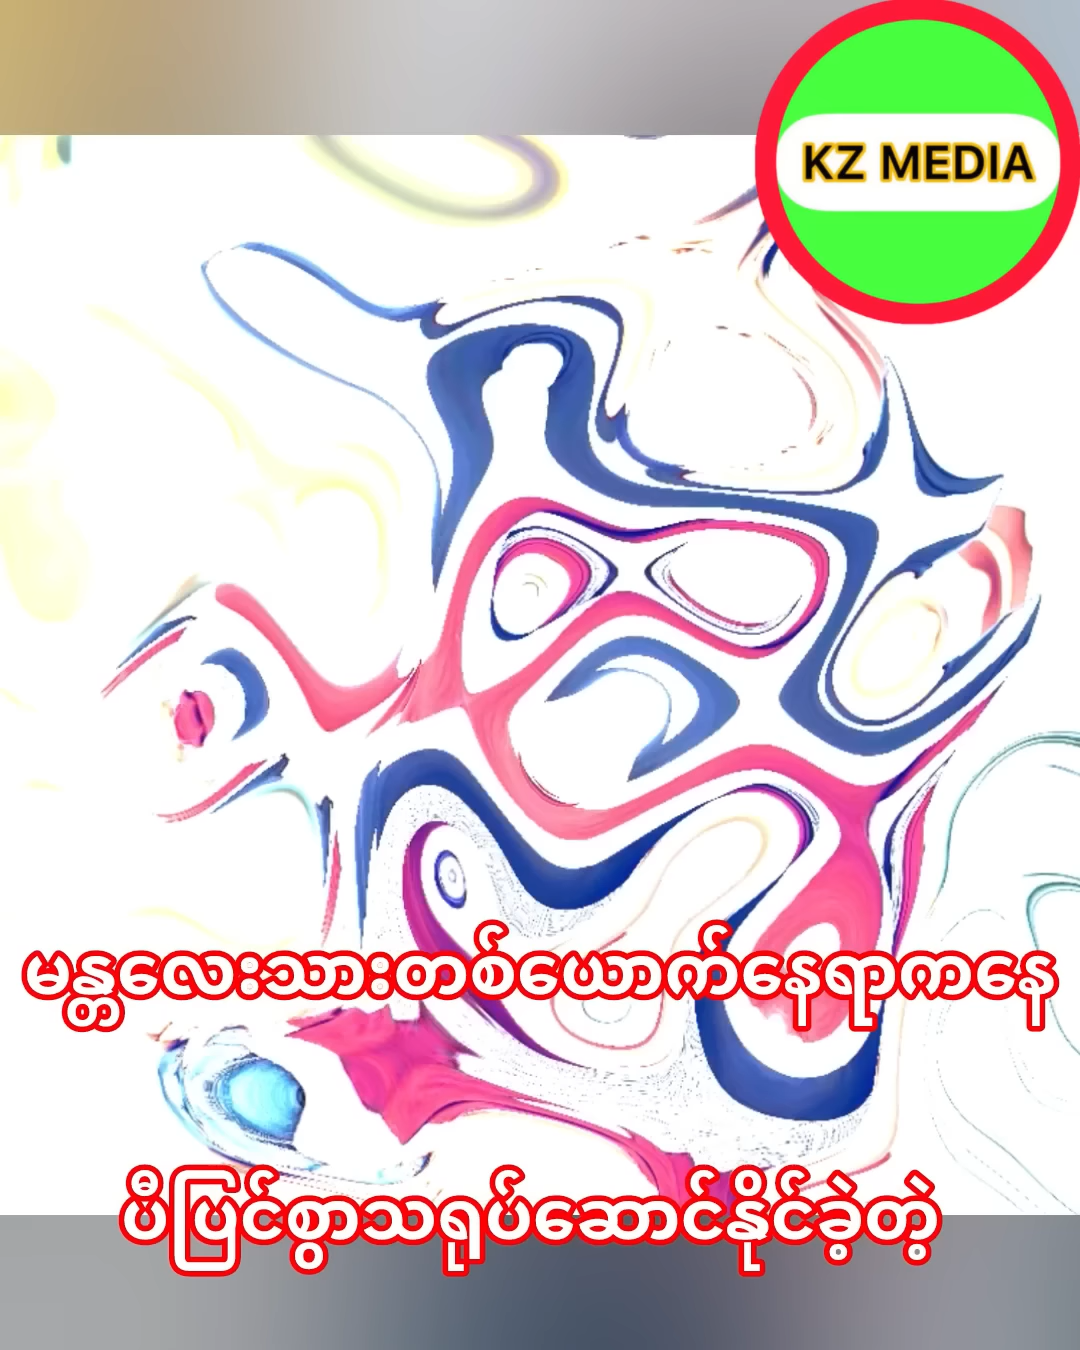 KZ MEDIA
မန္တလေးသားတစ်ယောက်နေရာကနေ
ပီပြင်စွာသရုပ်ဆောင်နိုင်ခဲ့တဲ့